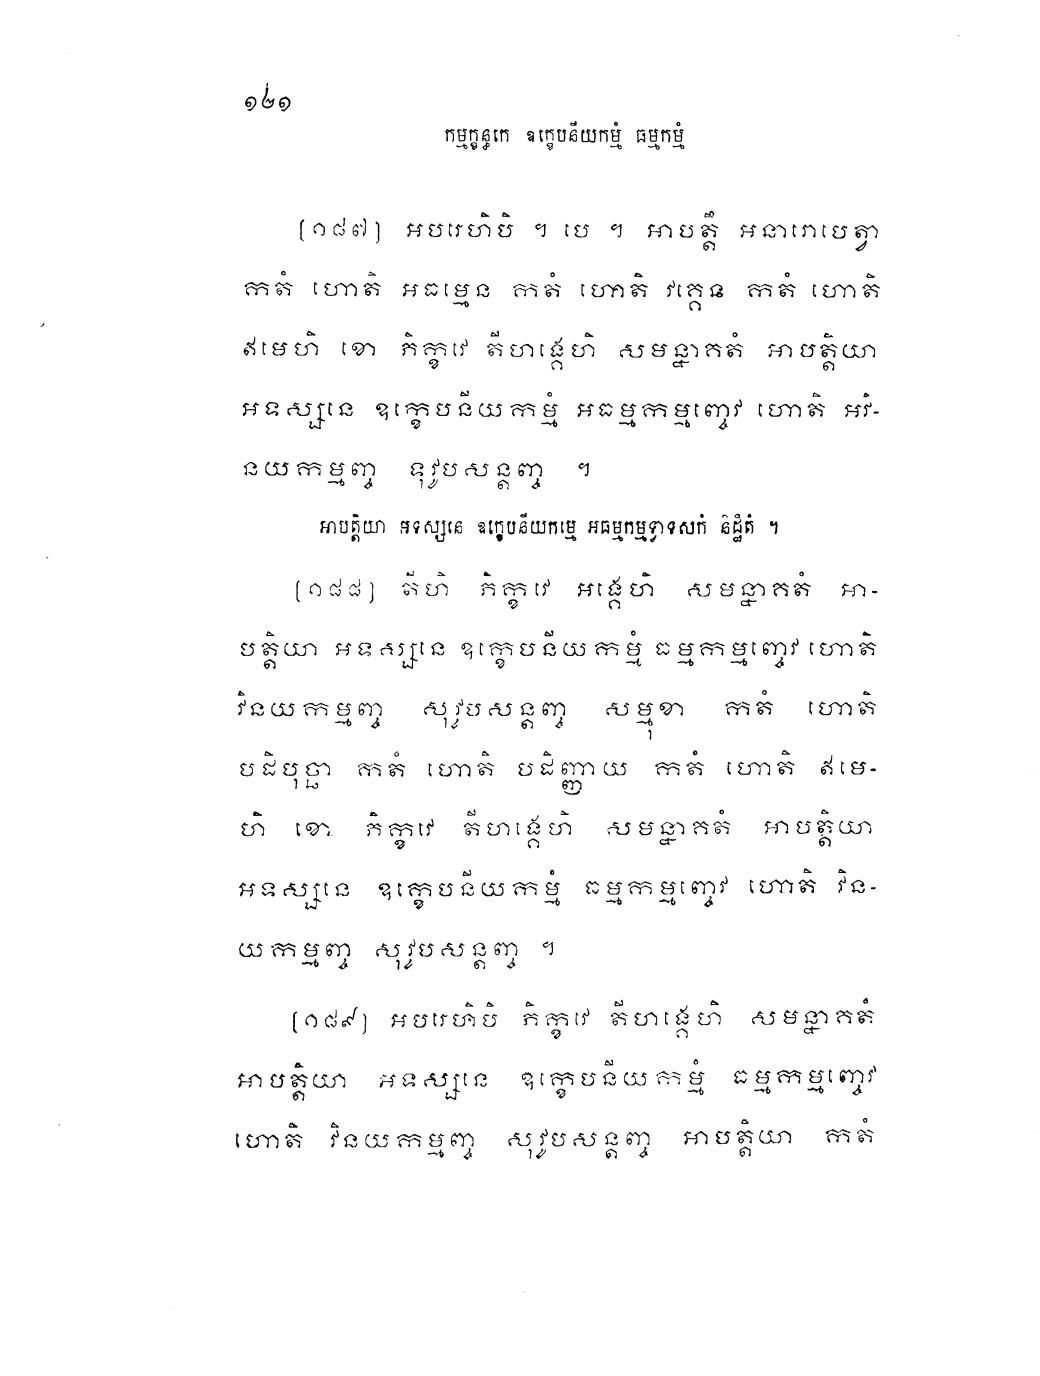 ១២១
កម្មក្ខន្ធកេ ឧក្ខេបនីយកម្មំ ធម្មកម្មំ
[១៨៧] អបរេហិបិ ។ បេ ។ អាបត្តឹ អនារោបេត្វា
កតំ ហោតិ អធម្មេន កតំ ហោតិ វគ្គេន កតំ ហោតិ
ឥមេហិ ខោ ភិក្ខវេ តីហង្គេហិ សមន្នាគតំ អាបត្តិយា
អទស្សនេ ឧក្ខេបនីយកម្មំ អធម្មកម្មញ្ចេវ ហោតិ អវិ-
នយកម្មញ្ច ទុវូបសន្តញ្ច ។
អាបត្តិយា អទស្សនេ ឧក្ខេបនីយកម្មេ អធម្មកម្មទ្វាទសកំ និដ្ឋិតំ ។
[១៨៨] តីហិ ភិក្ខវេ អង្គេហិ សមន្នាគតំ អា-
បត្តិយា អទស្សនេ ឧក្ខេបនីយកម្មំ ធម្មកម្មញ្ចេវ ហោតិ
វិនយកម្មញ្ច សុវូបសន្តញ្ច សម្មុខា កតំ ហោតិ
បដិបុច្ឆា កតំ ហោតិ បដិញ្ញាយ កតំ ហោតិ ឥមេ-
ហិ ខោ ភិក្ខវេ តីហង្គេហិ សមន្នាគតំ អាបត្តិយា
អទស្សនេ ឧក្ខេបនីយកម្មំ ធម្មកម្មញ្ចេវ ហោតិ វិន-
យកម្មញ្ច សុវូបសន្តញ្ច ។
[១៨៩] អបរេហិបិ ភិក្ខវេ តីហង្គេហិ សមន្នាគតំ
អាបត្តិយា អទស្សនេ ឧក្ខេបនីយកម្មំ ធម្មកម្មញ្ចេវ
ហោតិ វិនយកម្មញ្ច សុវូបសន្តញ្ច អាបត្តិយា កតំ